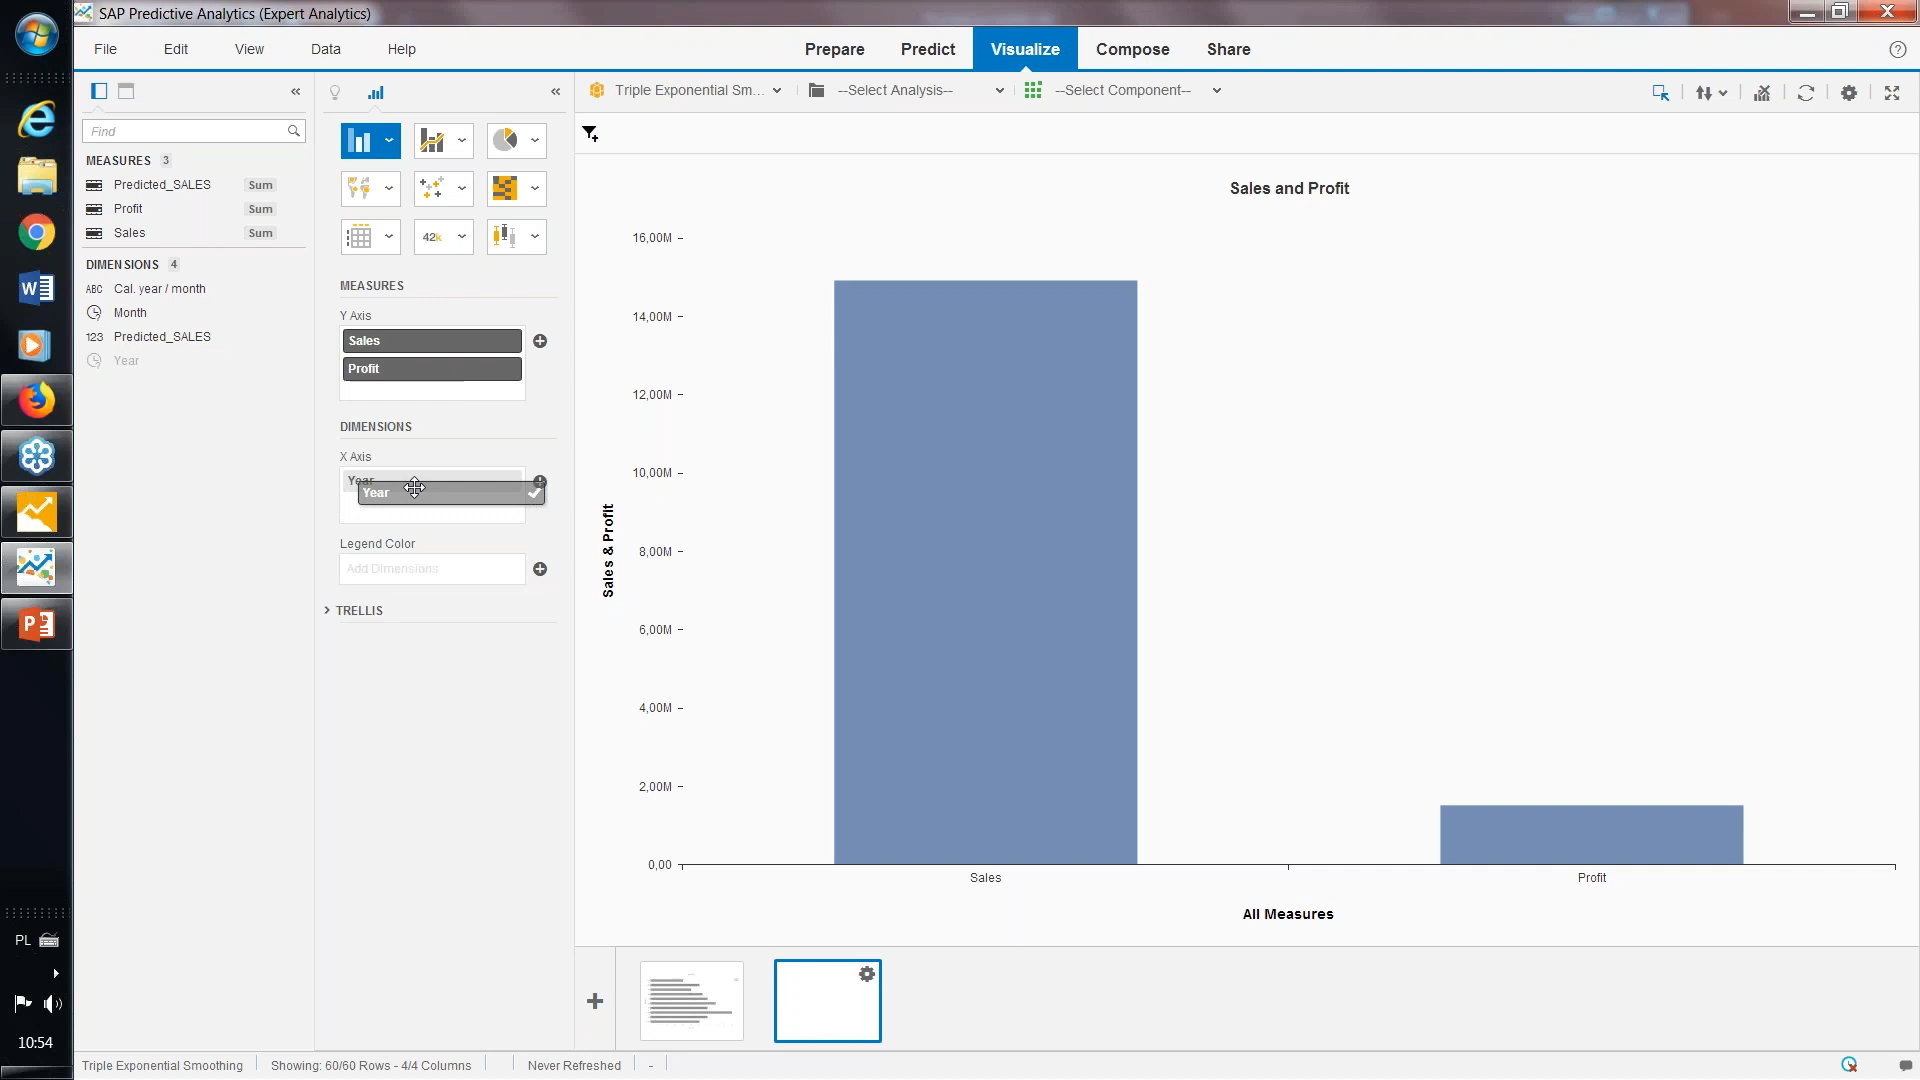 SAP Predictive Analytics (Expert Analytics)
File Edit View Data Help
Prepare Predict Visualize Compose Share
Triple Exponential Sm... --Select Analysis-- --Select Component--
Find
MEASURES 3
Predicted_SALES Sum
Profit Sum
Sales Sum
DIMENSIONS 4
ABC Cal. year / month
Month
123 Predicted_SALES
Year
42k
MEASURES
Y Axis
Sales
Profit
DIMENSIONS
X Axis
Year
Year
Legend Color
Add Dimensions
TRELLIS
Sales and Profit
16,00M
14,00M
12,00M
10,00M
8,00M
6,00M
4,00M
2,00M
0,00
Sales & Profit
Sales Profit
All Measures
PL
10:54
Triple Exponential Smoothing Showing: 60/60 Rows - 4/4 Columns Never Refreshed -